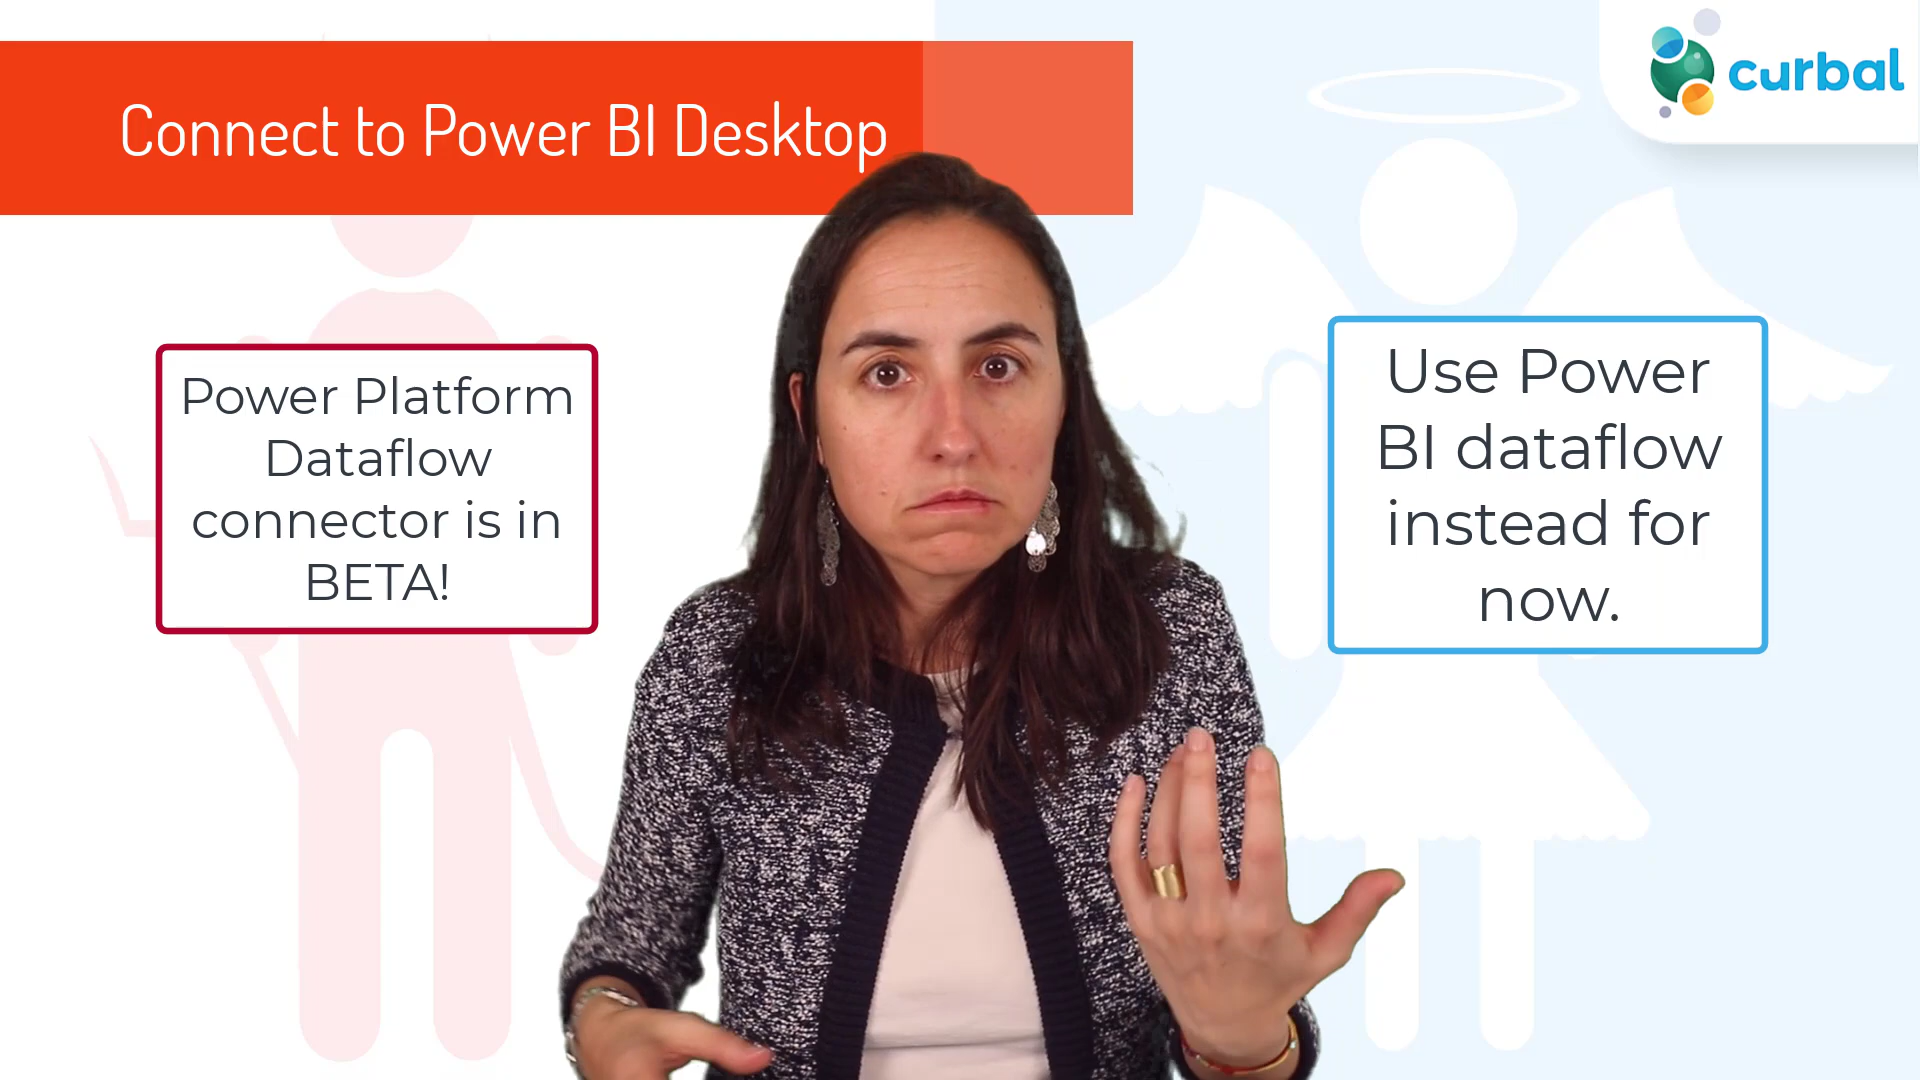 Connect to Power BI Desktop
curbal
Power Platform
Dataflow
connector is in
BETA!
Use Power
BI dataflow
instead for
now.